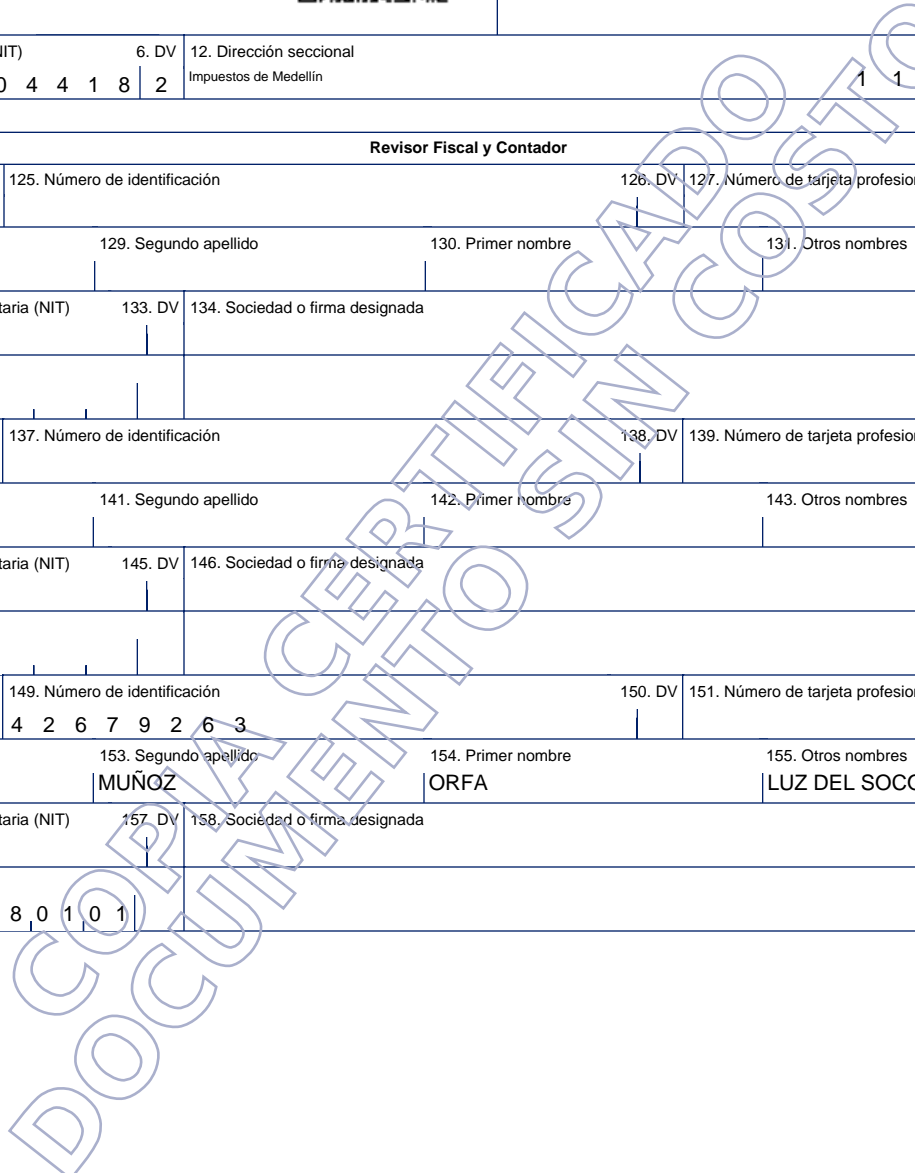 NIT) 6. DV 12. Dirección seccional
0 4 4 1 8 2 Impuestos de Medellín 1 1
Revisor Fiscal y Contador
125. Número de identificación 126. DV 127. Número de tarjeta profesion
129. Segundo apellido 130. Primer nombre 131. Otros nombres
taria (NIT) 133. DV 134. Sociedad o firma designada
137. Número de identificación 138. DV 139. Número de tarjeta profesion
141. Segundo apellido 142. Primer nombre 143. Otros nombres
taria (NIT) 145. DV 146. Sociedad o firma designada
149. Número de identificación 150. DV 151. Número de tarjeta profesion
4 2 6 7 9 2 6 3
153. Segundo apellido 154. Primer nombre 155. Otros nombres
MUÑOZ ORFA LUZ DEL SOCO
taria (NIT) 157. DV 158. Sociedad o firma designada
8 0 1 0 1
COPIA CERTIFICADO
DOCUMENTO SIN COSTO